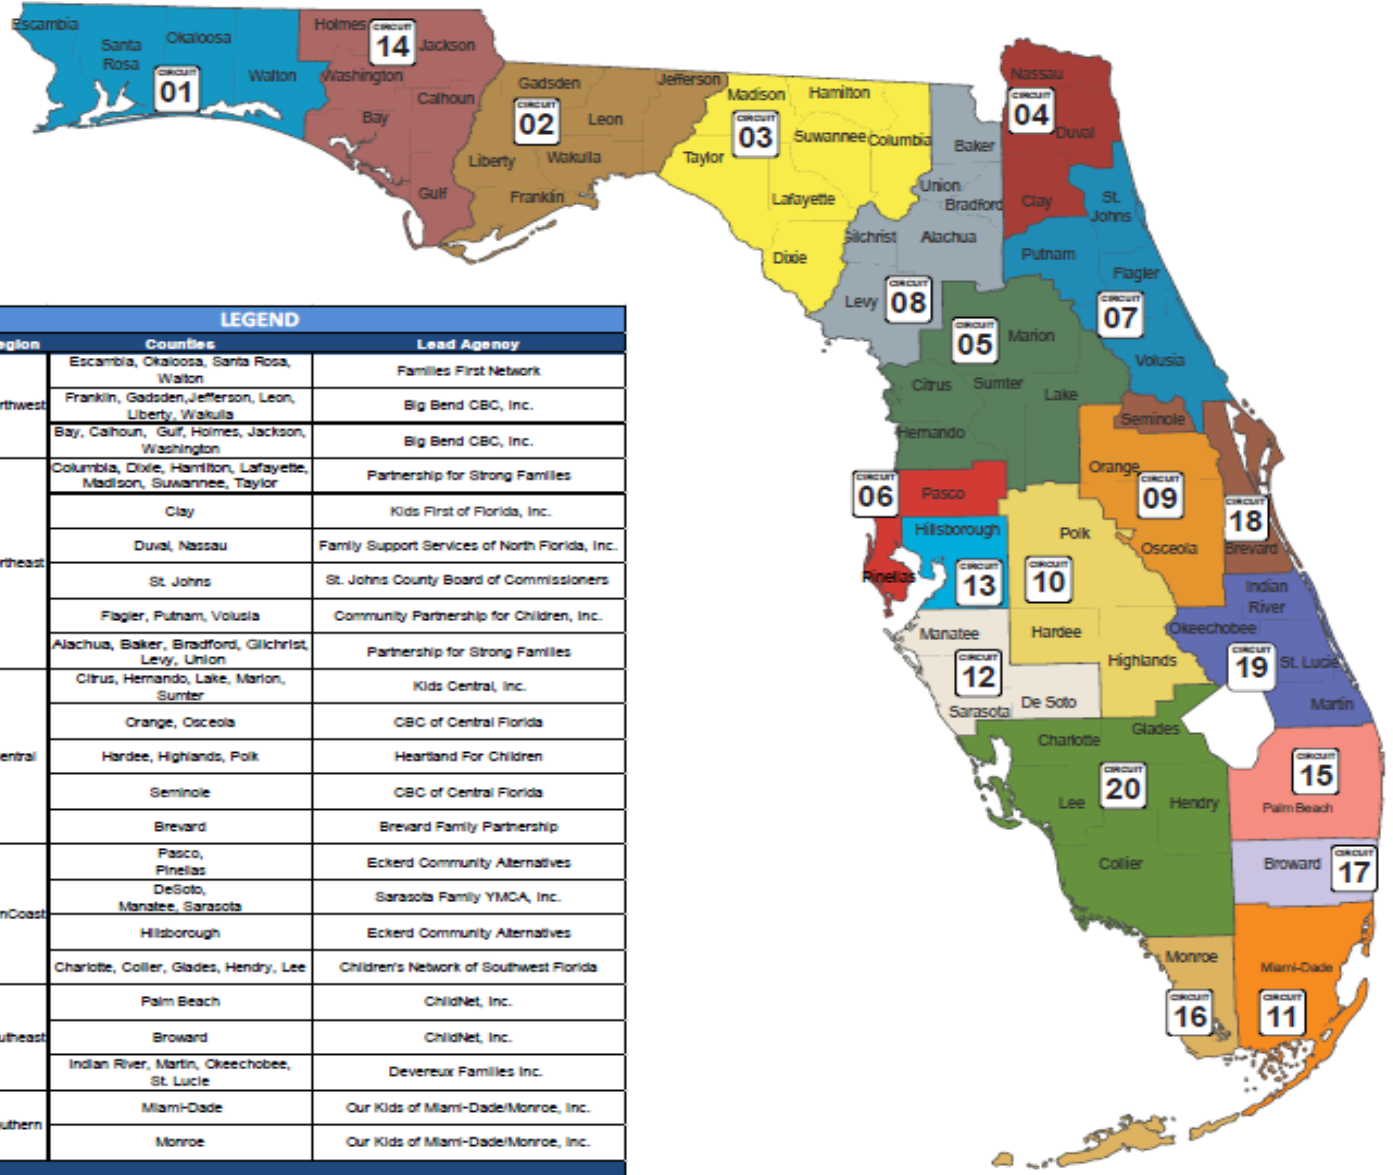 Escambia
Santa
Rosa
Okaloosa
Walton
CIRCUIT
01
Holmes
CIRCUIT
14
Jackson
Washington
Calhoun
Bay
Gulf
Gadsden
Jefferson
CIRCUIT
02
Leon
Liberty
Wakulla
Franklin
Madison
Hamilton
CIRCUIT
03
Suwannee
Columbia
Taylor
Lafayette
Dixie
Baker
Union
Bradford
Gilchrist
Alachua
Levy
CIRCUIT
08
Nassau
CIRCUIT
04
Duval
Clay
St.
Johns
Putnam
Flagler
CIRCUIT
07
Volusia
CIRCUIT
05
Marion
Citrus
Sumter
Lake
Hernando
Seminole
Orange
CIRCUIT
09
Osceola
CIRCUIT
18
Brevard
CIRCUIT
06
Pasco
Pinellas
Hillsborough
CIRCUIT
13
Polk
CIRCUIT
10
Hardee
Highlands
Manatee
CIRCUIT
12
Sarasota
De Soto
Indian
River
Okeechobee
CIRCUIT
19
St. Lucie
Martin
Charlotte
Glades
CIRCUIT
20
Lee
Hendry
Collier
CIRCUIT
15
Palm Beach
Broward
CIRCUIT
17
Monroe
CIRCUIT
16
Miami-Dade
CIRCUIT
11
LEGEND
egion Counties Lead Agency
Escambia, Okaloosa, Santa Rosa,
Walton
Families First Network
rthwest
Franklin, Gadsden,Jefferson, Leon,
Liberty, Wakulla
Big Bend CBC, Inc.
Bay, Calhoun, Gulf, Holmes, Jackson,
Washington
Big Bend CBC, Inc.
Columbia, Dixie, Hamilton, Lafayette,
Madison, Suwannee, Taylor
Partnership for Strong Families
Clay Kids First of Florida, Inc.
rtheast
Duval, Nassau Family Support Services of North Florida, Inc.
St. Johns St. Johns County Board of Commissioners
Flagler, Putnam, Volusia Community Partnership for Children, Inc.
Alachua, Baker, Bradford, Gilchrist,
Levy, Union
Partnership for Strong Families
Citrus, Hernando, Lake, Marion,
Sumter
Kids Central, Inc.
Orange, Osceola CBC of Central Florida
entral
Hardee, Highlands, Polk Heartland For Children
Seminole CBC of Central Florida
Brevard Brevard Family Partnership
Pasco,
Pinellas
Eckerd Community Alternatives
nCoast
DeSoto,
Manatee, Sarasota
Sarasota Family YMCA, Inc.
Hillsborough Eckerd Community Alternatives
Charlotte, Collier, Glades, Hendry, Lee Children's Network of Southwest Florida
Palm Beach ChildNet, Inc.
utheast
Broward ChildNet, Inc.
Indian River, Martin, Okeechobee,
St. Lucie
Devereux Families Inc.
uthern
Miami-Dade Our Kids of Miami-Dade/Monroe, Inc.
Monroe Our Kids of Miami-Dade/Monroe, Inc.